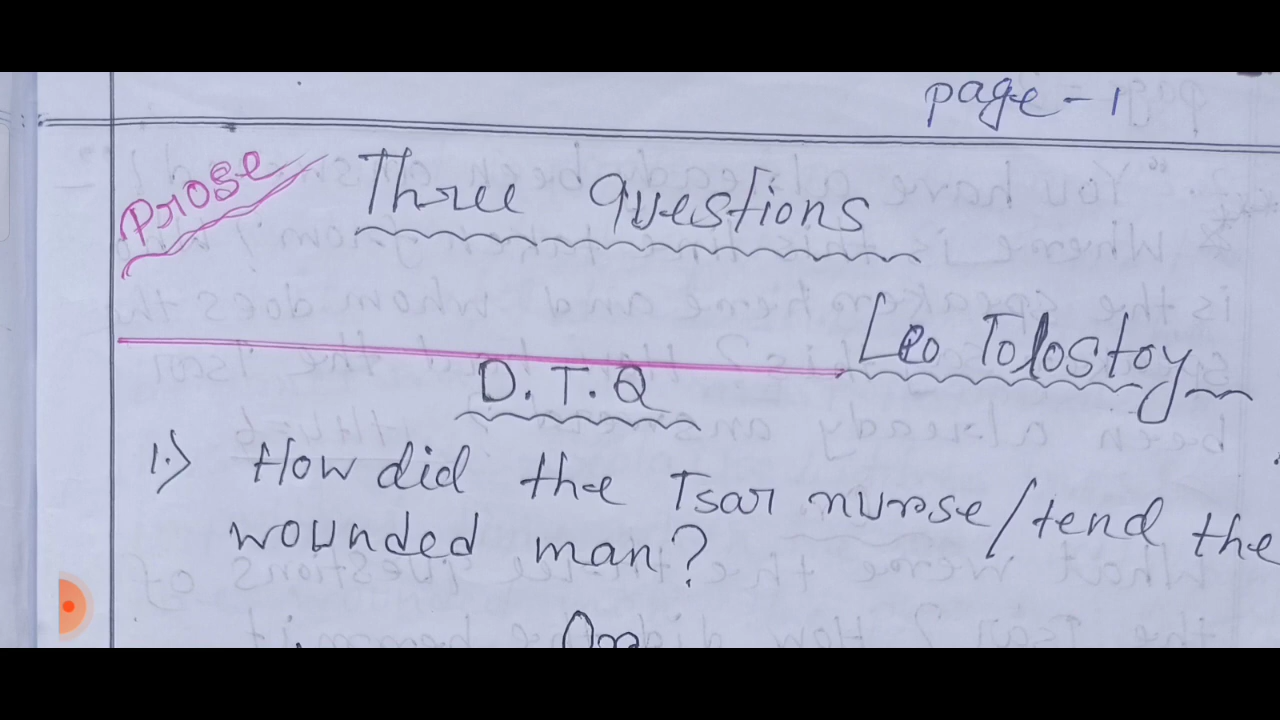 page - 1
Prose
Three Questions
Leo Tolostoy
D. T. Q
1.) How did the Tsar nurse/tend the
wounded man?